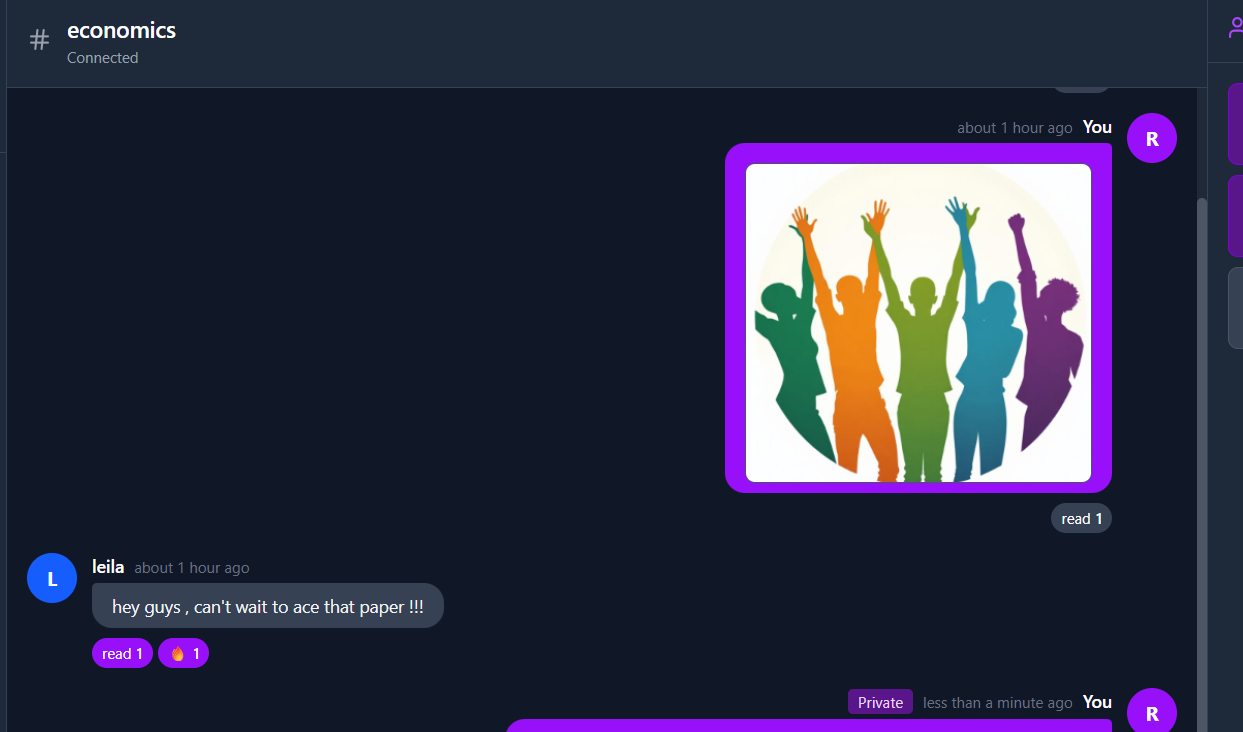 economics
Connected
about 1 hour ago You
R
read 1
L
leila about 1 hour ago
hey guys , can't wait to ace that paper !!!
read 1 🔥 1
Private less than a minute ago You
R